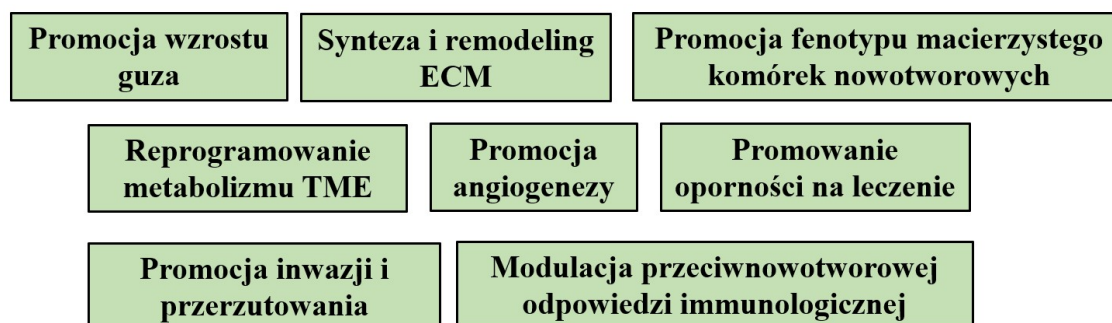 Promocja wzrostu
guza
Synteza i remodeling
ECM
Promocja fenotypu macierzystego
komórek nowotworowych
Reprogramowanie
metabolizmu TME
Promocja
angiogenezy
Promowanie
oporności na leczenie
Promocja inwazji i
przerzutowania
Modulacja przeciwnowotworowej
odpowiedzi immunologicznej